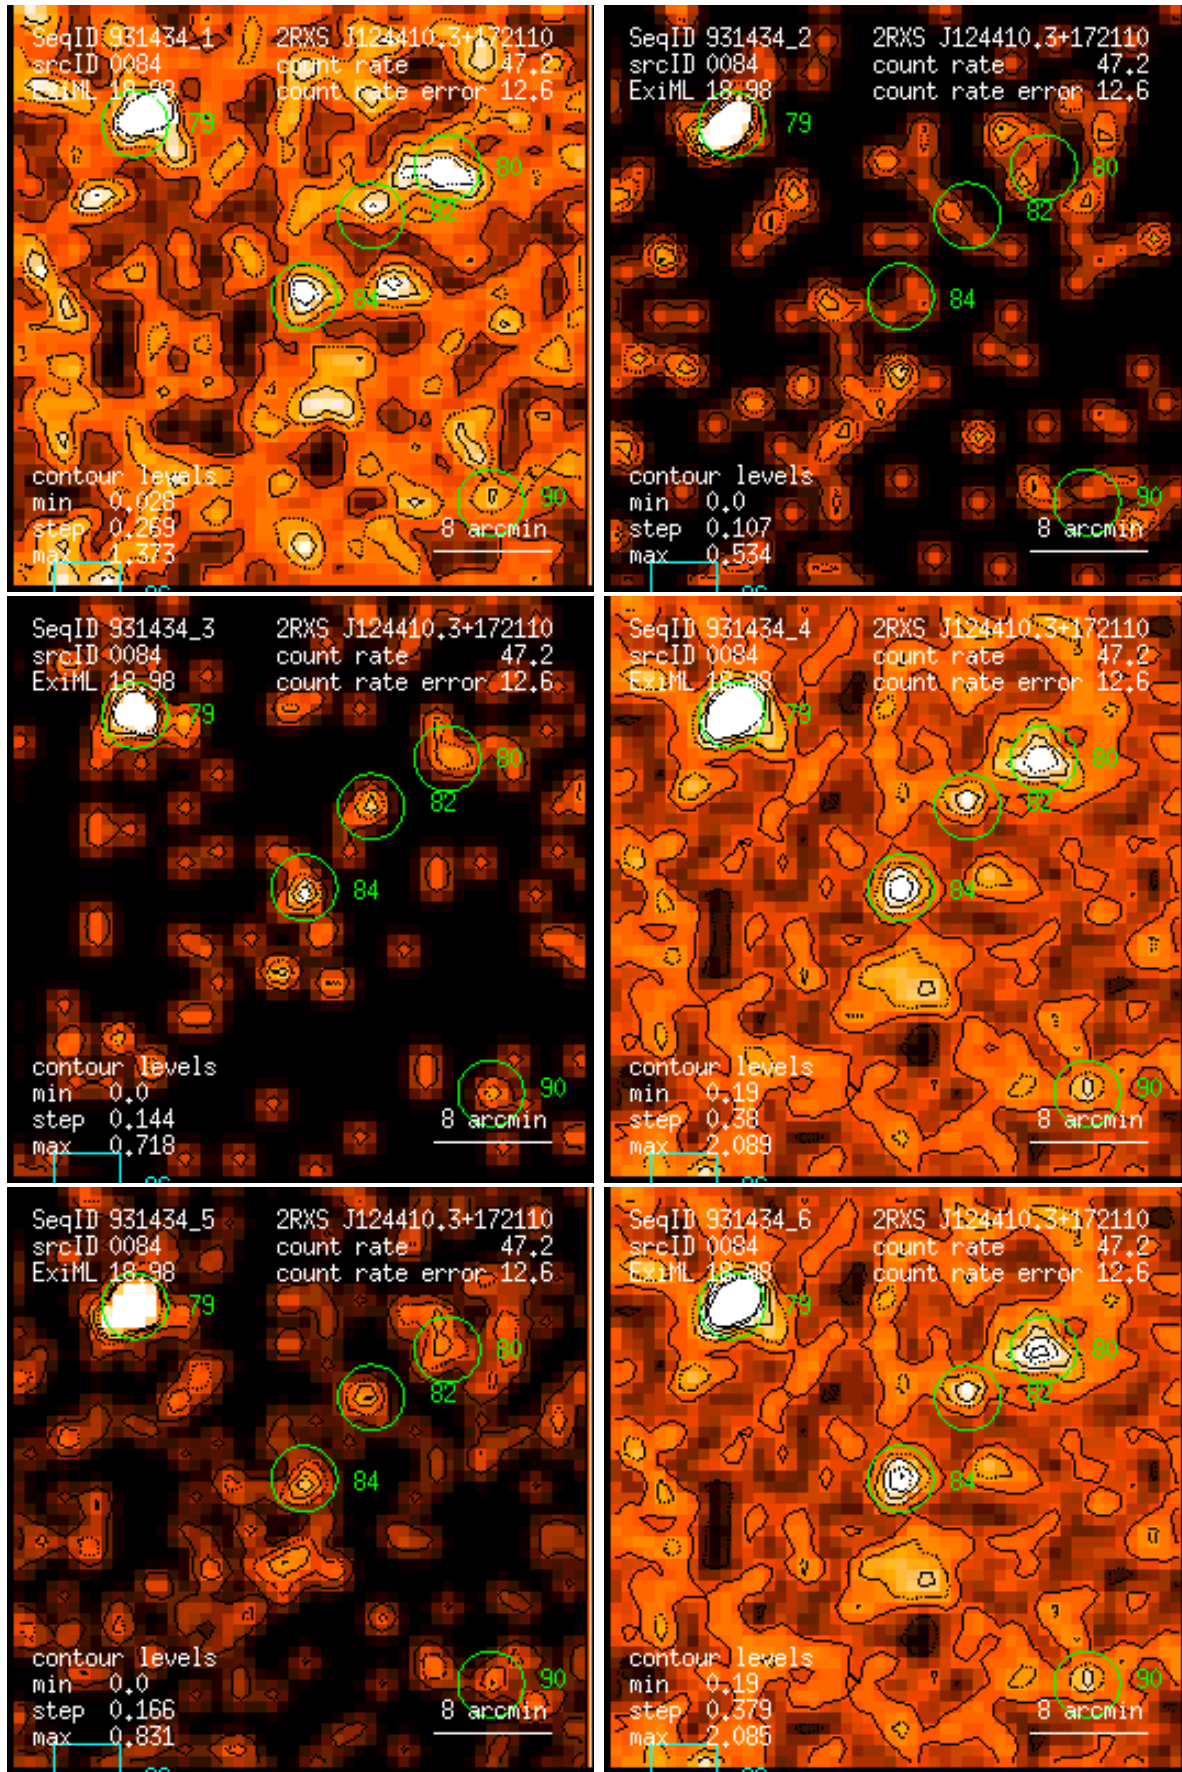 SeqID 931434_1 2RXS J124410.3+172110
srcID 0084 count rate 47.2
ExiML 18.98 count rate error 12.6
79
80
82
84
contour levels
min 0.028
90
step 0.269 8 arcmin
max 1.373
SeqID 931434_2 2RXS J124410.3+172110
srcID 0084 count rate 47.2
ExiML 18.98 count rate error 12.6
79
80
82
84
contour levels
min 0.0
90
step 0.107 8 arcmin
max 0.534
SeqID 931434_3 2RXS J124410.3+172110
srcID 0084 count rate 47.2
ExiML 18.98 count rate error 12.6
79
80
82
84
contour levels
min 0.0
90
step 0.144 8 arcmin
max 0.718
SeqID 931434_4 2RXS J124410.3+172110
srcID 0084 count rate 47.2
ExiML 18.98 count rate error 12.6
79
80
82
84
contour levels
min 0.19
90
step 0.38 8 arcmin
max 2.089
SeqID 931434_5 2RXS J124410.3+172110
srcID 0084 count rate 47.2
ExiML 18.98 count rate error 12.6
79
80
82
84
contour levels
min 0.0
90
step 0.166 8 arcmin
max 0.831
SeqID 931434_6 2RXS J124410.3+172110
srcID 0084 count rate 47.2
ExiML 18.98 count rate error 12.6
79
80
82
84
contour levels
min 0.19
90
step 0.379 8 arcmin
max 2.085